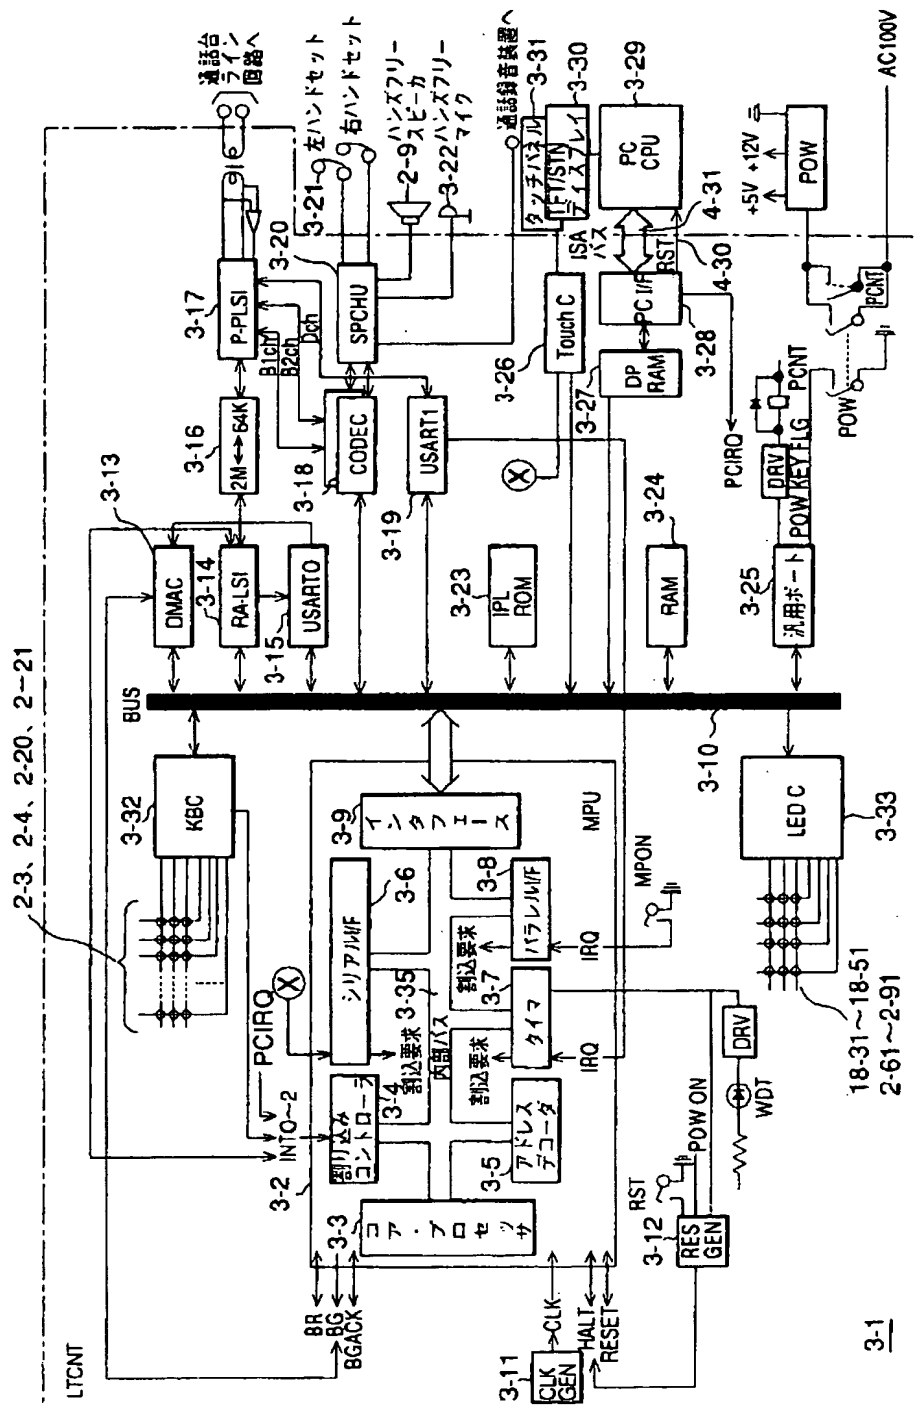 LTCNT
2-3、2-4、2-20、2-21
3-13
DMAC
3-14
RA-LSI
3-15
USART0
3-16
2M↔64K
3-17
P-PLSI
通話台
ライン
回路へ
B1ch
B2ch
Dch
3-18
CODEC
3-19
USART1
3-20
SPCHU
3-21
左ハンドセット
右ハンドセット
2-9
ハンズフリー
スピーカ
3-22
ハンズフリー
マイク
通話録音装置へ
3-31
タッチパネル
3-30
TFT/STN
ディスプレイ
3-29
PC
CPU
ISA
バス
4-31
RST
4-30
3-26
Touch C
3-27
DP
RAM
PC I/F
3-28
PCIRQ
X
3-23
IPL
ROM
3-24
RAM
3-25
汎用ポート
POW KEY FLG
DRV
PCNT
POW
PCNT
+5V
+12V
POW
AC100V
BUS
3-10
3-32
KBC
PCIRQ
X
INT0~2
3-2
MPU
3-3
コア・プロセッサ
3-4
割り込み
コントローラ
3-5
アドレス
デコーダ
3-6
シリアルI/F
3-7
タイマ
3-8
パラレルI/F
3-9
インタフェース
3-35
内部バス
割込要求
割込要求
割込要求
IRQ
IRQ
MPON
BR
BG
BGACK
CLK
HALT
RESET
3-11
CLK
GEN
3-12
RES
GEN
RST
POW ON
WDT
DRV
LED C
3-33
18-31~18-51
2-61~2-91
3-1